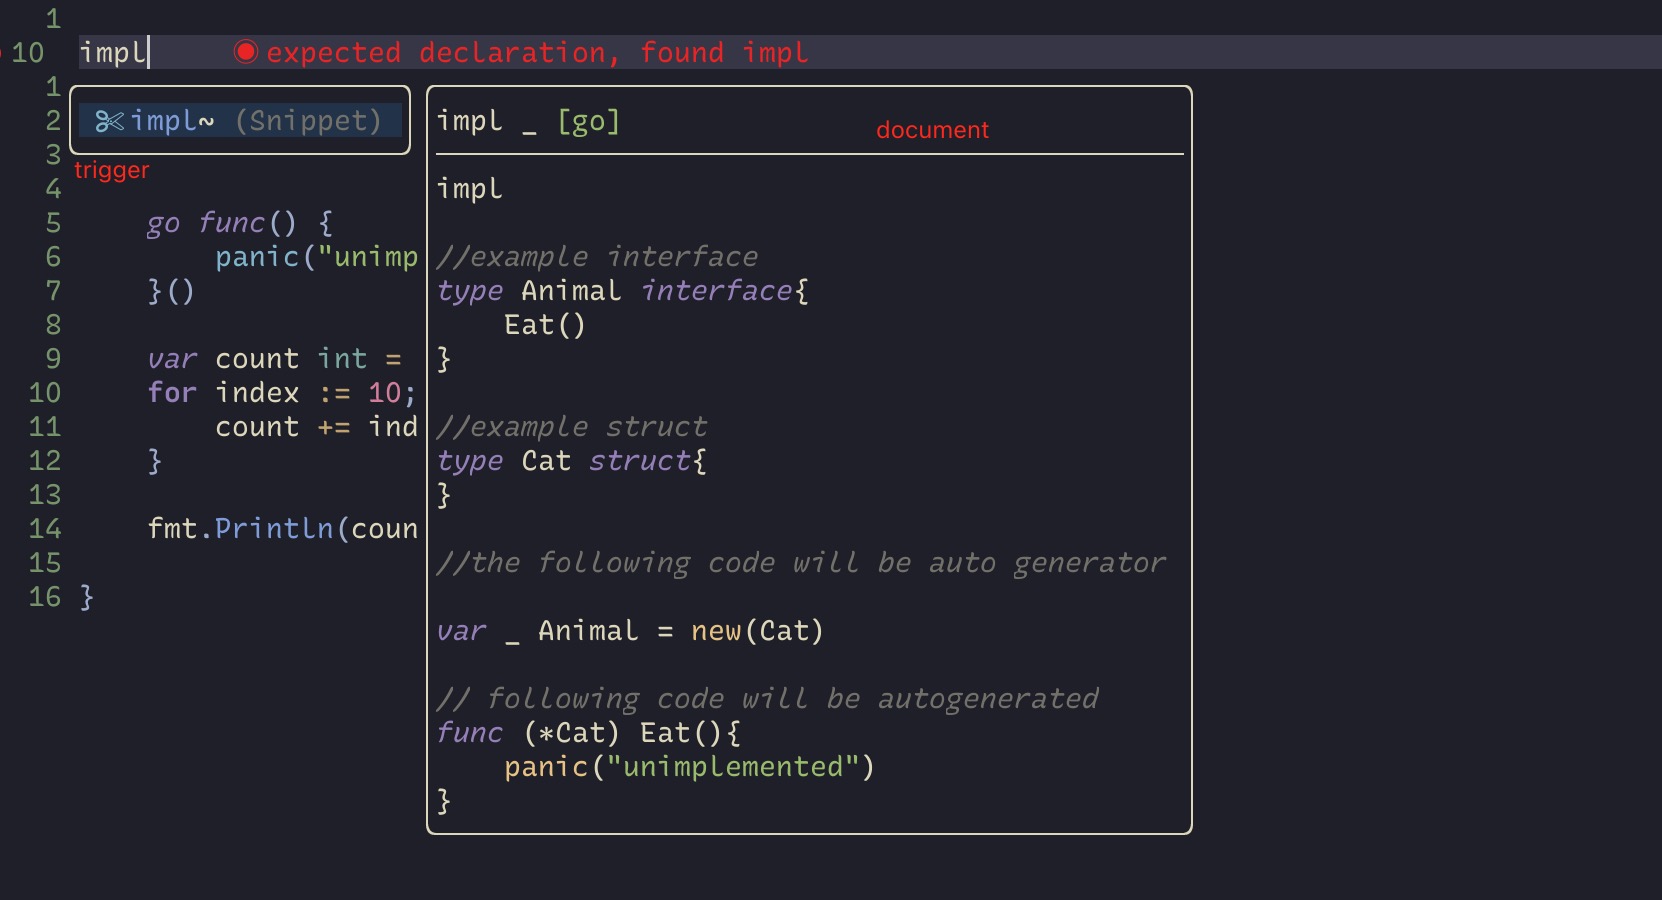 1
10 impl expected declaration, found impl
1
2 impl~ (Snippet)
3
trigger
4
5 go func() {
6 panic("unimp
7 }()
8
9 var count int =
10 for index := 10;
11 count += ind
12 }
13
14 fmt.Println(coun
15
16 }
impl _ [go]
document
impl
//example interface
type Animal interface{
Eat()
}
//example struct
type Cat struct{
}
//the following code will be auto generator
var _ Animal = new(Cat)
// following code will be autogenerated
func (*Cat) Eat(){
panic("unimplemented")
}